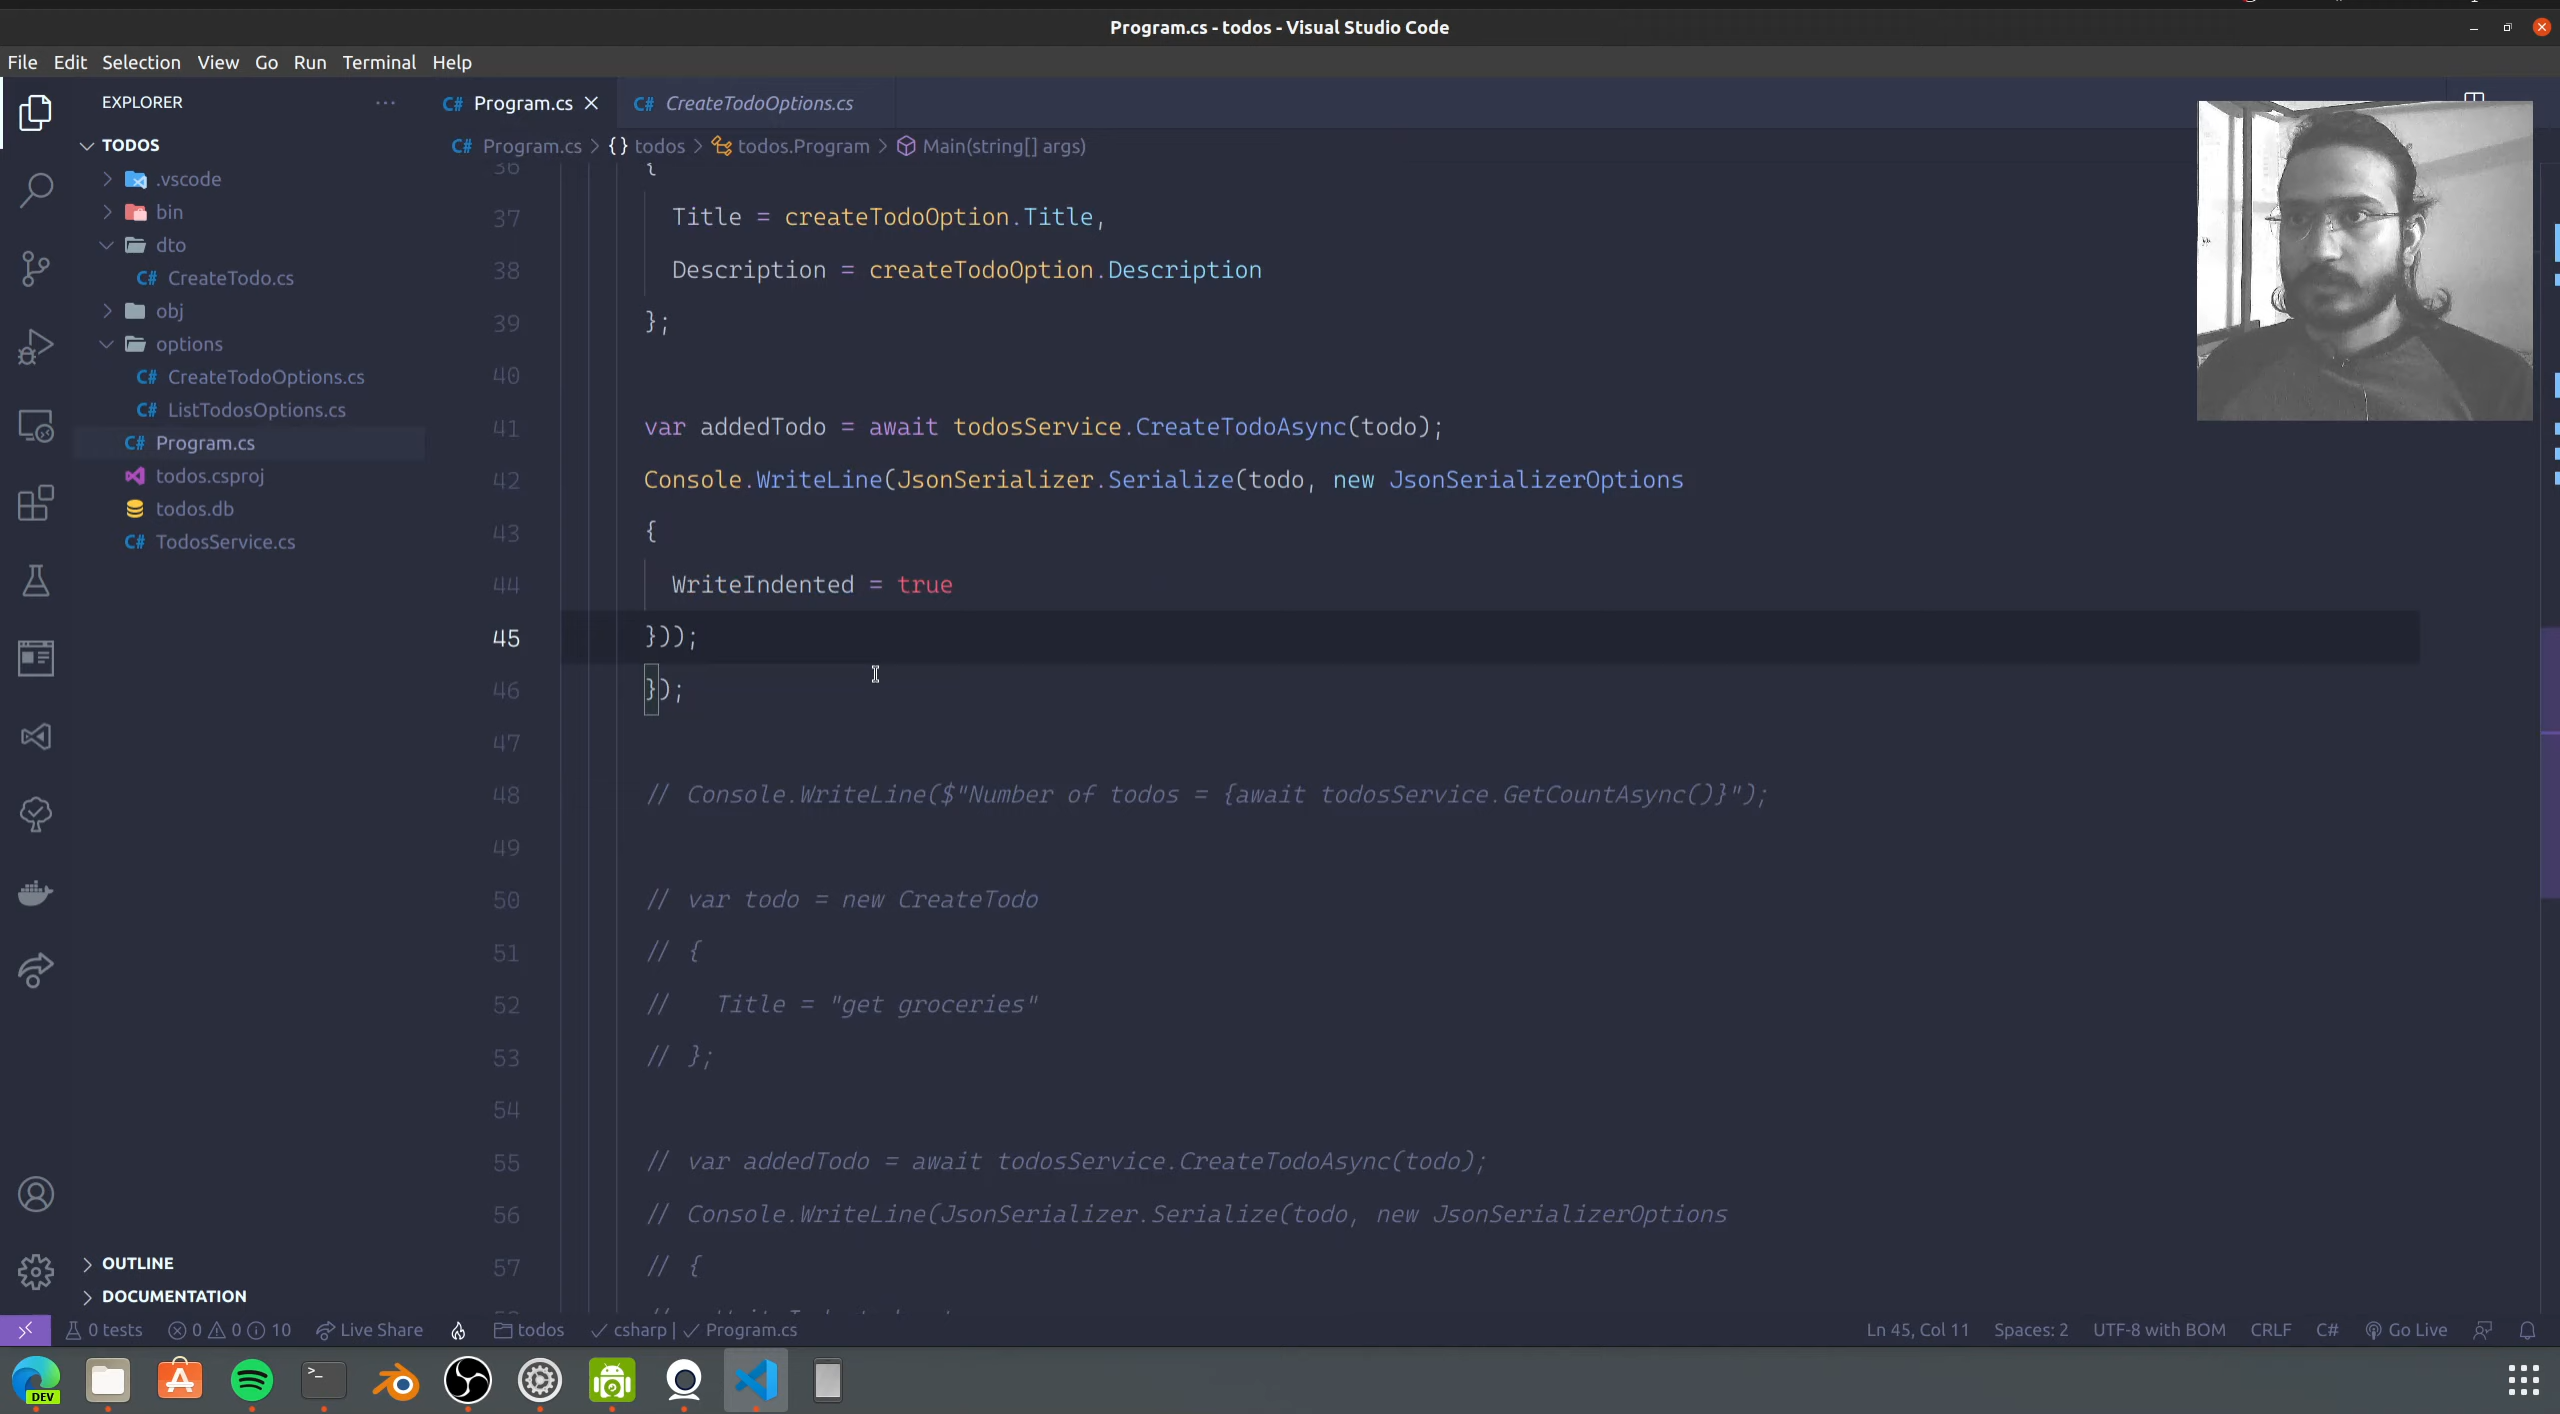 Program.cs - todos - Visual Studio Code
File Edit Selection View Go Run Terminal Help
EXPLORER
TODOS
.vscode
bin
dto
C# CreateTodo.cs
obj
options
C# CreateTodoOptions.cs
C# ListTodosOptions.cs
C# Program.cs
todos.csproj
todos.db
C# TodosService.cs
OUTLINE
DOCUMENTATION
C# Program.cs C# CreateTodoOptions.cs
C# Program.cs > {} todos > todos.Program > Main(string[] args)
36 {
37 Title = createTodoOption.Title,
38 Description = createTodoOption.Description
39 };
40
41 var addedTodo = await todosService.CreateTodoAsync(todo);
42 Console.WriteLine(JsonSerializer.Serialize(todo, new JsonSerializerOptions
43 {
44 WriteIndented = true
45 }));
46 });
47
48 // Console.WriteLine($"Number of todos = {await todosService.GetCountAsync()}");
49
50 // var todo = new CreateTodo
51 // {
52 // Title = "get groceries"
53 // };
54
55 // var addedTodo = await todosService.CreateTodoAsync(todo);
56 // Console.WriteLine(JsonSerializer.Serialize(todo, new JsonSerializerOptions
57 // {
0 tests 0 0 10 Live Share todos csharp | Program.cs Ln 45, Col 11 Spaces: 2 UTF-8 with BOM CRLF C# Go Live
DEV